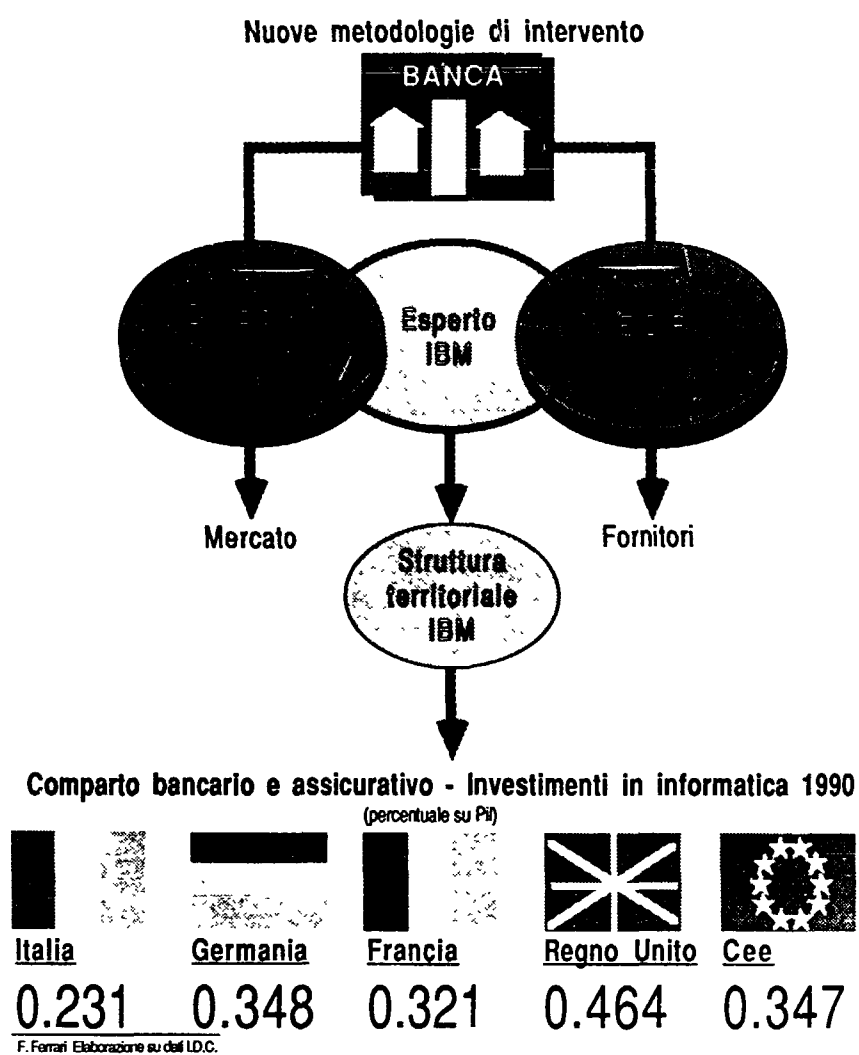 Nuove metodologie di intervento
BANCA
Esperto
IBM
Mercato
Fornitori
Struttura
territoriale
IBM
Comparto bancario e assicurativo - Investimenti in informatica 1990
(percentuale su Pil)
Italia
Germania
Francia
Regno Unito
Cee
0.231
0.348
0.321
0.464
0.347
F. Ferrari Elaborazione su dati I.D.C.